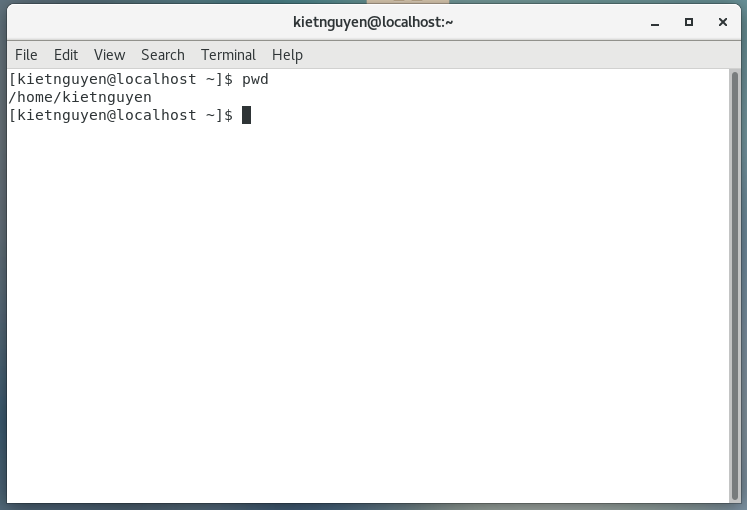 kietnguyen@localhost:~
File Edit View Search Terminal Help
[kietnguyen@localhost ~]$ pwd
/home/kietnguyen
[kietnguyen@localhost ~]$